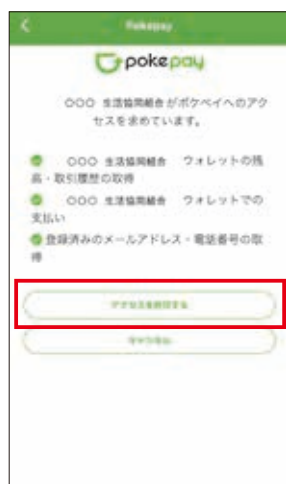 Pokepay
pokepay
○○○ 生活協同組合 がポケペイへのアク
セスを求めています。
○○○ 生活協同組合 ウォレットの残
高・取引履歴の取得
○○○ 生活協同組合 ウォレットでの
支払い
登録済みのメールアドレス・電話番号の取
得
アクセスを許可する
キャンセル